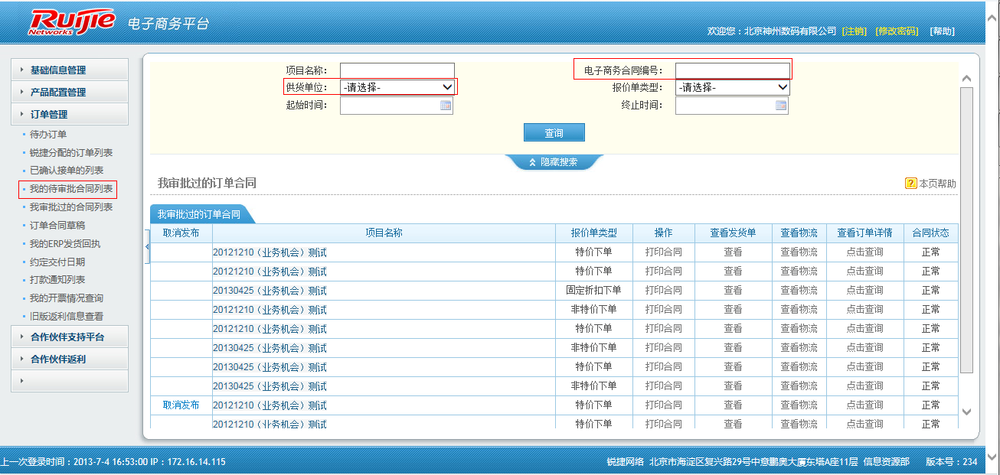 Ruijie Networks 电子商务平台
欢迎您：北京神州数码有限公司 [注销] [修改密码] [帮助]
基础信息管理
产品配置管理
订单管理
待办订单
锐捷分配的订单列表
已确认接单的列表
我的待审批合同列表
我审批过的合同列表
订单合同草稿
我的ERP发货回执
约定交付日期
打款通知列表
我的开票情况查询
旧版返利信息查看
合作伙伴支持平台
合作伙伴返利
项目名称： 电子商务合同编号：
供货单位： -请选择- 报价单类型： -请选择-
起始时间： 终止时间：
查询
隐藏搜索
我审批过的订单合同 ? 本页帮助
我审批过的订单合同
取消发布 项目名称 报价单类型 操作 查看发货单 查看物流 查看订单详情 合同状态
20121210（业务机会）测试 特价下单 打印合同 查看 查看物流 点击查询 正常
20121210（业务机会）测试 特价下单 打印合同 查看 查看物流 点击查询 正常
20130425（业务机会）测试 固定折扣下单 打印合同 查看 查看物流 点击查询 正常
20121210（业务机会）测试 非特价下单 打印合同 查看 查看物流 点击查询 正常
20121210（业务机会）测试 特价下单 打印合同 查看 查看物流 点击查询 正常
20130425（业务机会）测试 非特价下单 打印合同 查看 查看物流 点击查询 正常
20130425（业务机会）测试 特价下单 打印合同 查看 查看物流 点击查询 正常
20130425（业务机会）测试 非特价下单 打印合同 查看 查看物流 点击查询 正常
取消发布 20121210（业务机会）测试 特价下单 打印合同 查看 查看物流 点击查询 正常
20121210（业务机会）测试 特价下单 打印合同 查看 查看物流 点击查询 正常
上一次登录时间：2013-7-4 16:53:00 IP：172.16.14.115 锐捷网络 北京市海淀区复兴路29号中意鹏奥大厦东塔A座11层 信息资源部 版本号：234